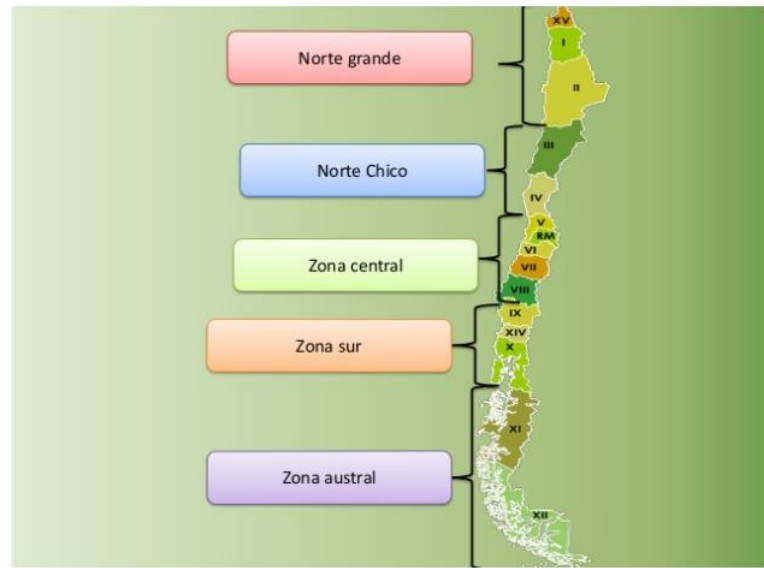 XV
I
Norte grande
II
III
Norte Chico
IV
V
RM
VI
Zona central
VII
VIII
IX
XIV
Zona sur
X
XI
Zona austral
XII